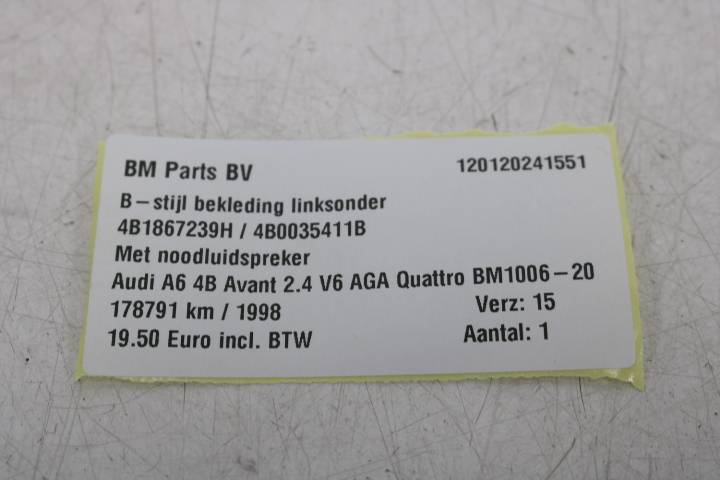 BM Parts BV 120120241551
B-stijl bekleding linksonder
4B1867239H / 4B0035411B
Met noodluidspreker
Audi A6 4B Avant 2.4 V6 AGA Quattro BM1006-20
178791 km / 1998 Verz: 15
19.50 Euro incl. BTW Aantal: 1